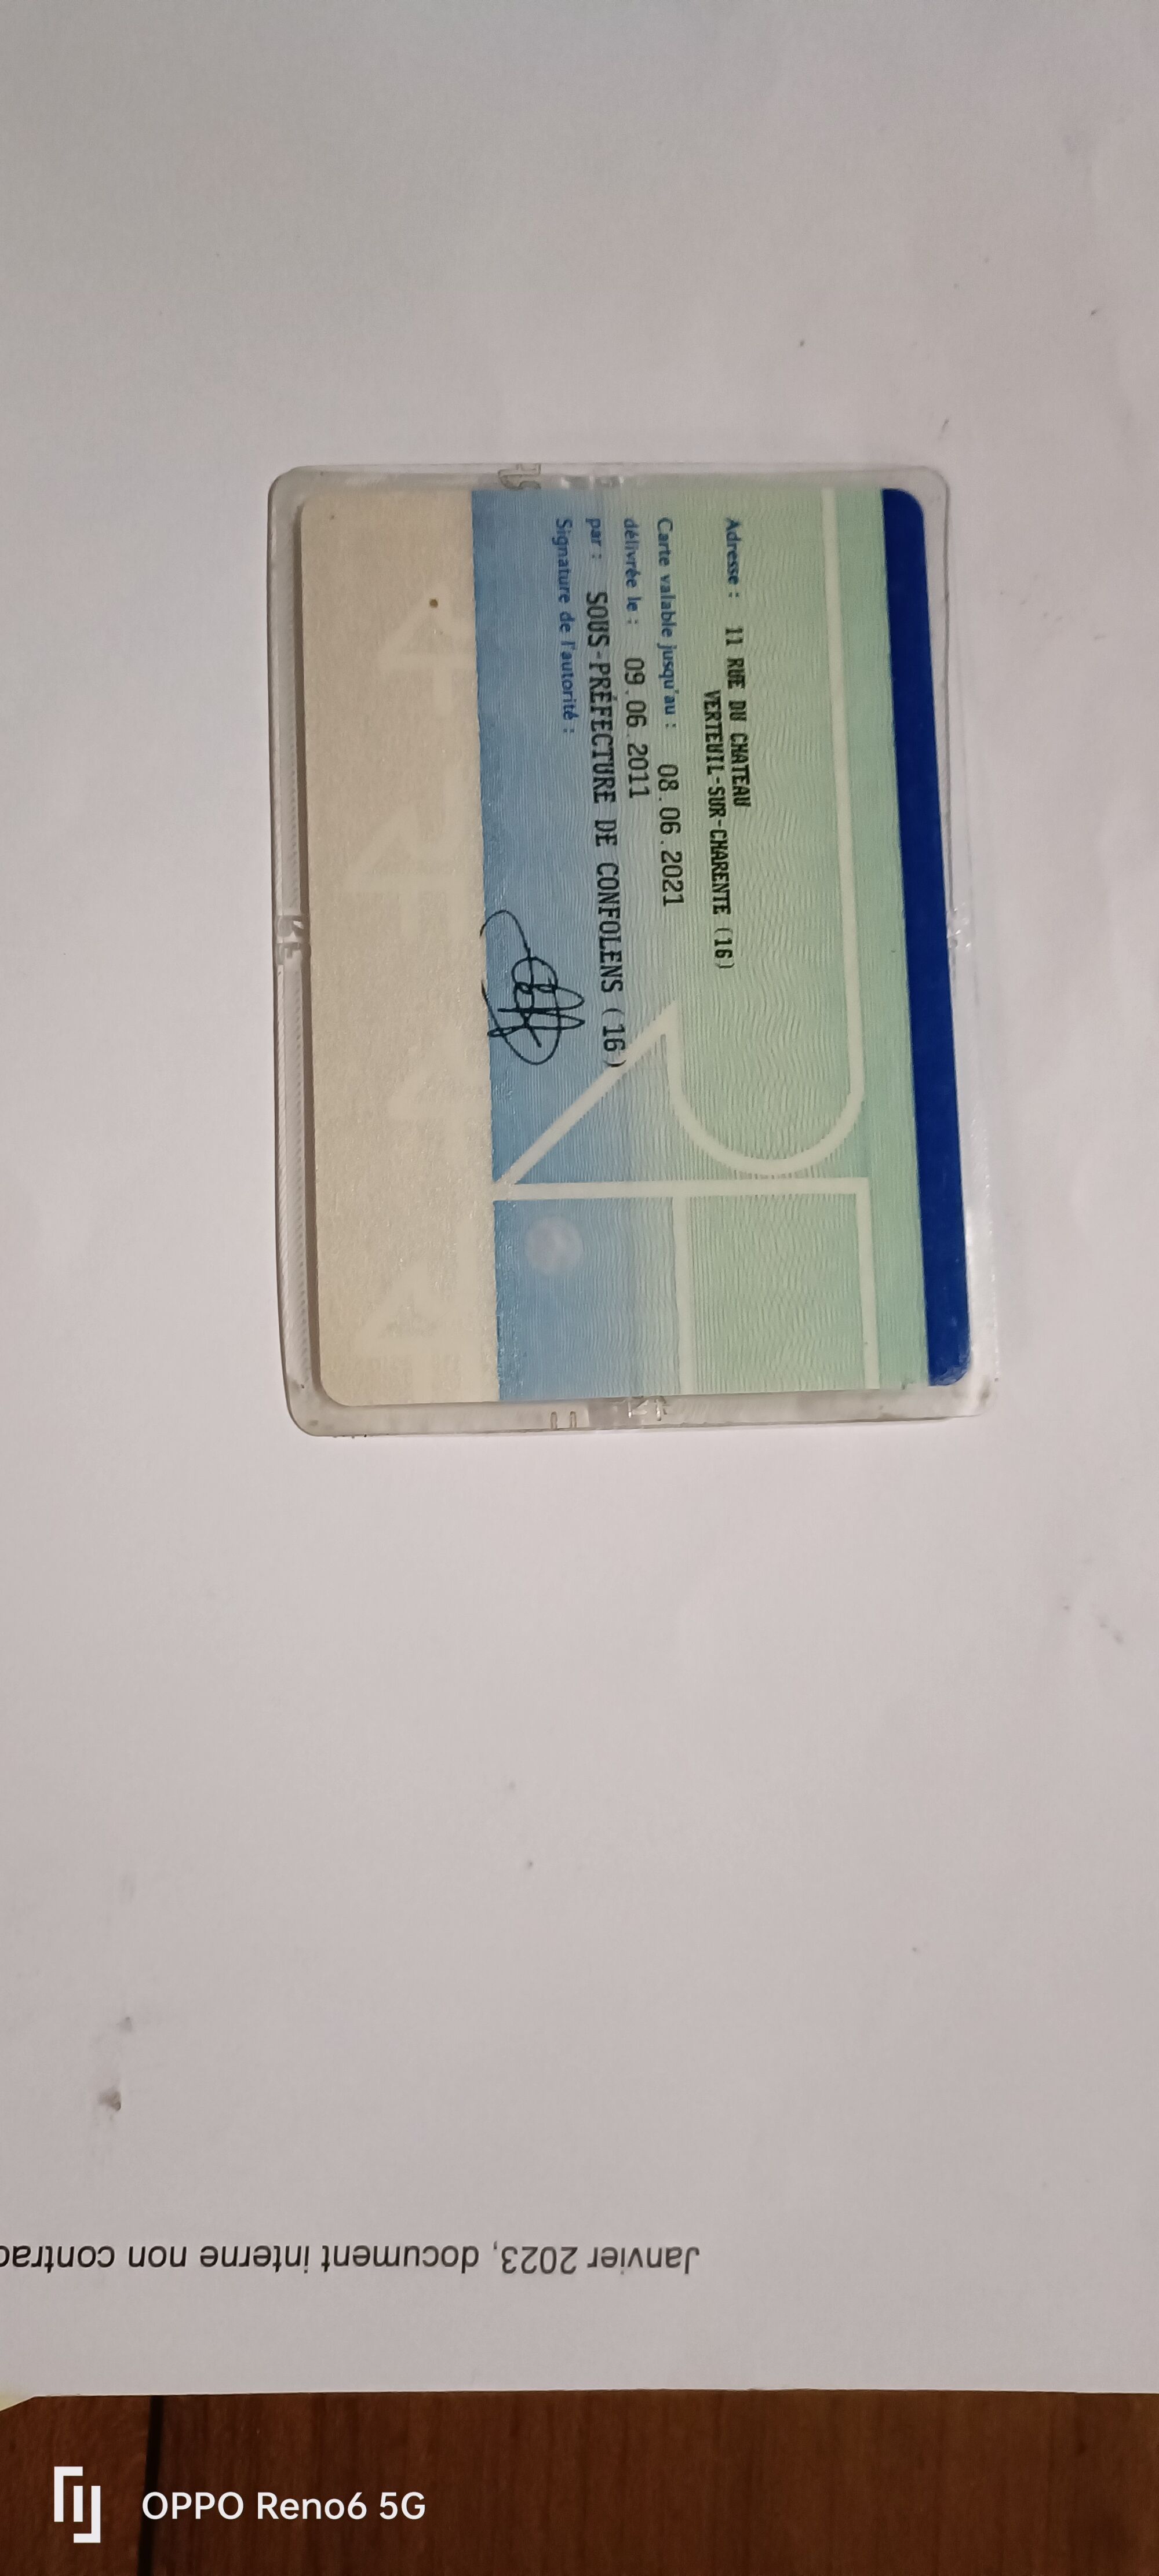 Adresse : 11 RUE DU CHATEAU
VERTEUIL-SUR-CHARENTE (16)
Carte valable jusqu'au : 08.06.2021
délivrée le : 09.06.2011
par : SOUS-PRÉFECTURE DE CONFOLENS (16)
Signature de l'autorité :
Janvier 2023, document interne non contrac
OPPO Reno6 5G